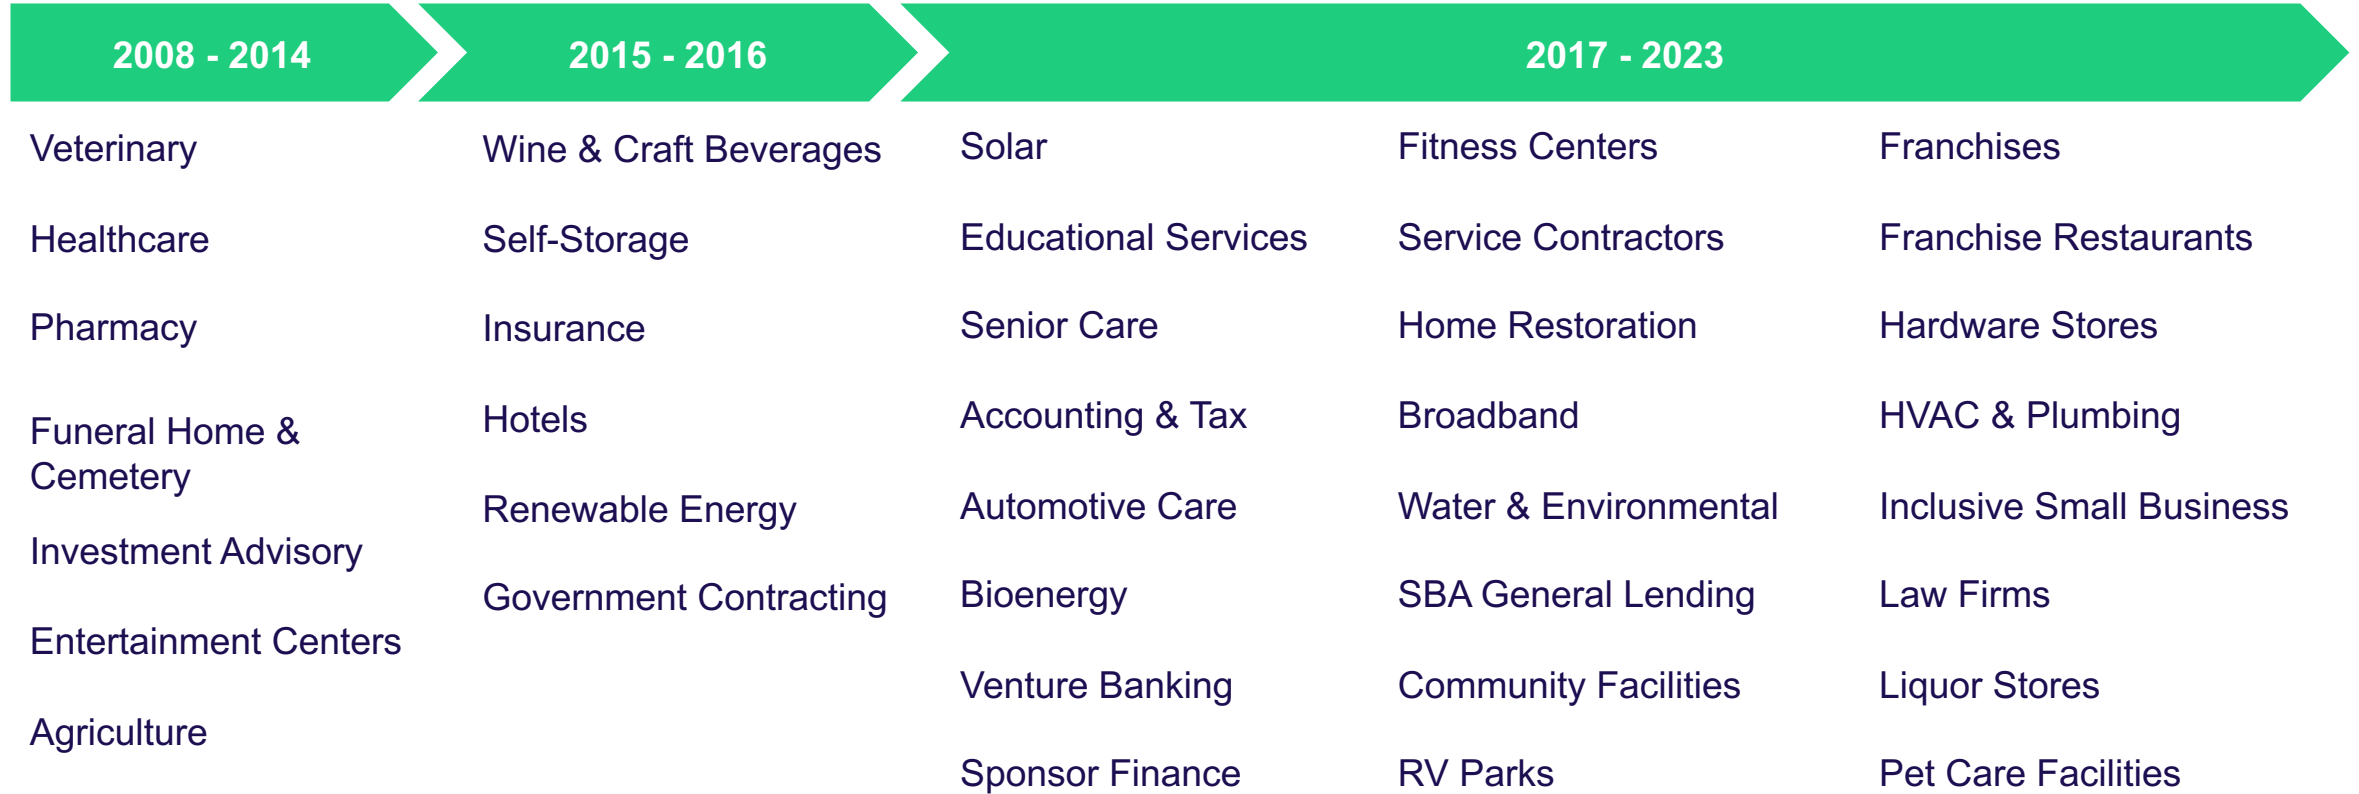 2008 - 2014
Veterinary
Healthcare
Pharmacy
Funeral Home &
Cemetery
Investment Advisory
Entertainment Centers
Agriculture
2015 - 2016
Wine & Craft Beverages
Self-Storage
Insurance
Hotels
Renewable Energy
Government Contracting
2017 - 2023
Solar
Educational Services
Senior Care
Accounting & Tax
Automotive Care
Bioenergy
Venture Banking
Sponsor Finance
Fitness Centers
Service Contractors
Home Restoration
Broadband
Water & Environmental
SBA General Lending
Community Facilities
RV Parks
Franchises
Franchise Restaurants
Hardware Stores
HVAC & Plumbing
Inclusive Small Business
Law Firms
Liquor Stores
Pet Care Facilities